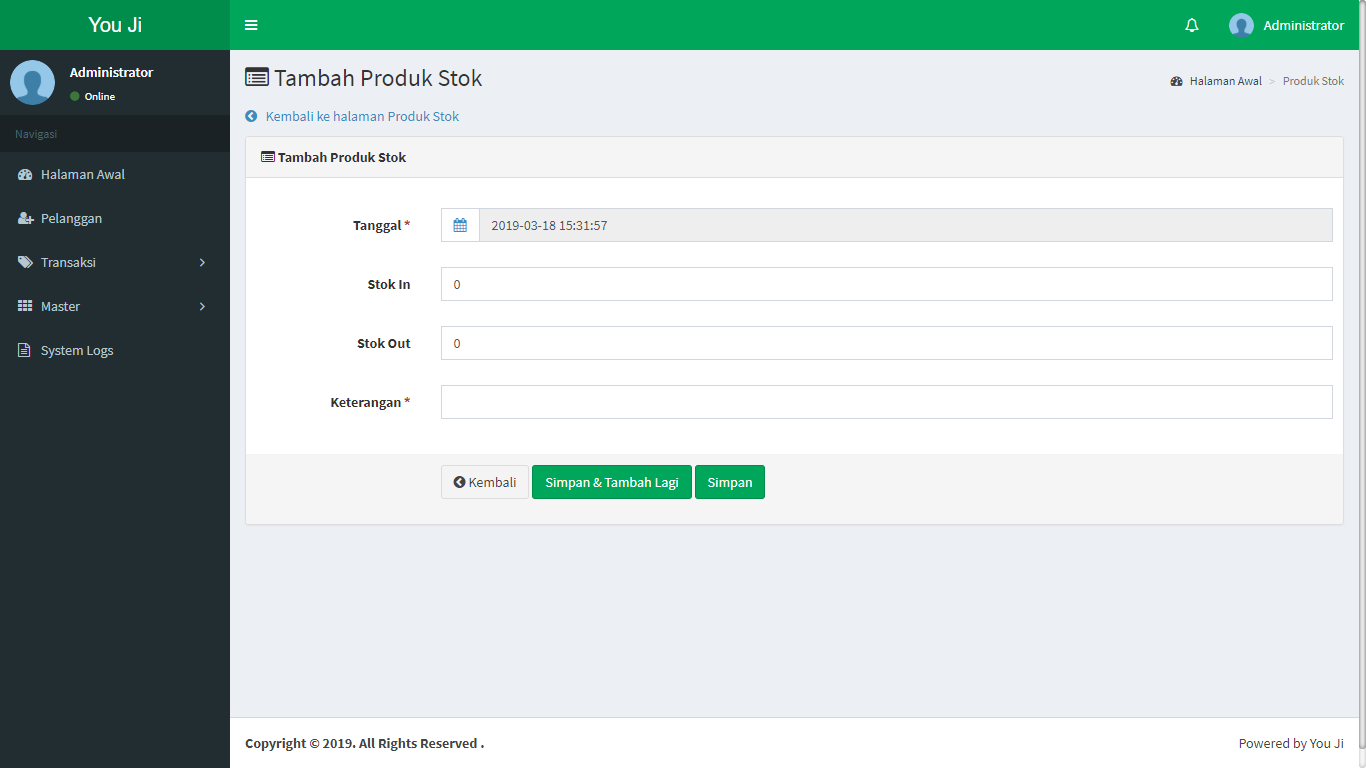 You Ji
Administrator
Administrator
Online
Navigasi
Halaman Awal
Pelanggan
Transaksi
Master
System Logs
Tambah Produk Stok
Halaman Awal > Produk Stok
Kembali ke halaman Produk Stok
Tambah Produk Stok
Tanggal * 2019-03-18 15:31:57
Stok In 0
Stok Out 0
Keterangan *
Kembali Simpan & Tambah Lagi Simpan
Copyright © 2019. All Rights Reserved .
Powered by You Ji